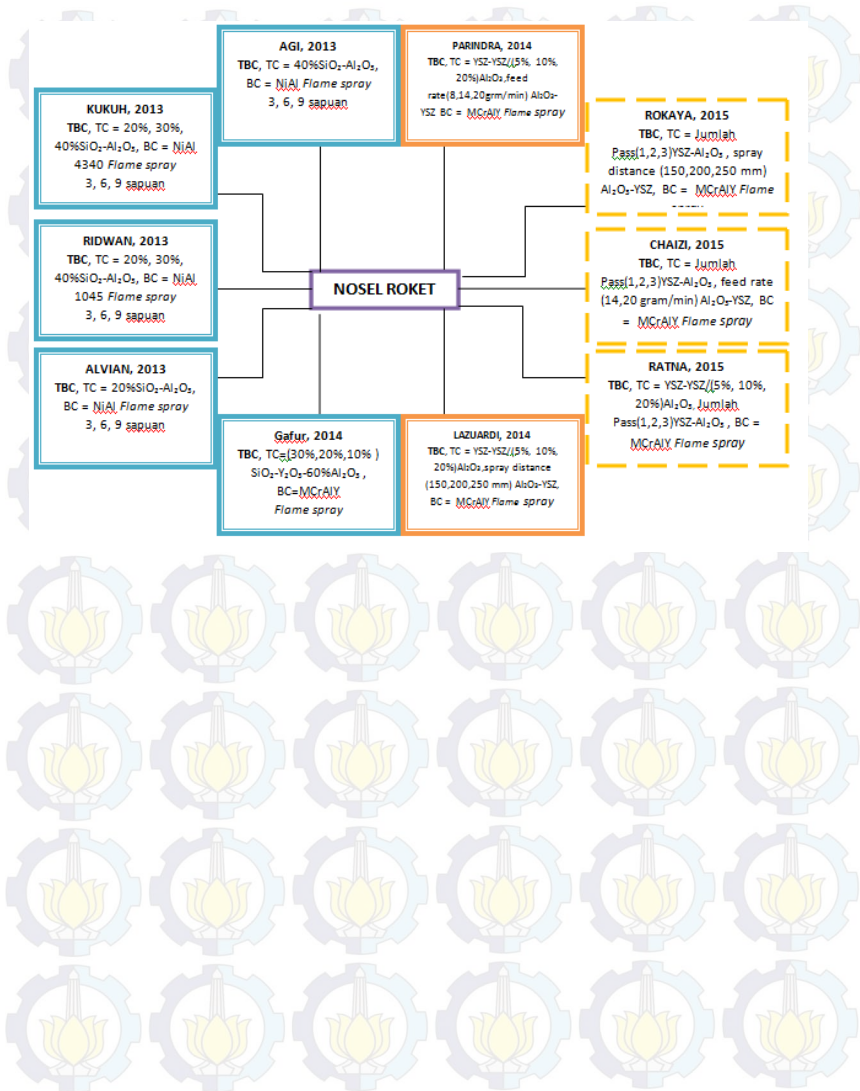 AGI, 2013
TBC, TC = 40%SiO₂-Al₂O₃,
BC = NiAl Flame spray
3, 6, 9 sapuan
PARINDRA, 2014
TBC, TC = YSZ-YSZ/(5%, 10%,
20%)Al₂O₃,feed
rate(8,14,20grm/min) Al₂O₃-
YSZ BC = MCrAlY Flame spray
KUKUH, 2013
TBC, TC = 20%, 30%,
40%SiO₂-Al₂O₃, BC = NiAl
4340 Flame spray
3, 6, 9 sapuan
ROKAYA, 2015
TBC, TC = Jumlah
Pass(1,2,3)YSZ-Al₂O₃ , spray
distance (150,200,250 mm)
Al₂O₃-YSZ, BC = MCrAlY Flame
RIDWAN, 2013
TBC, TC = 20%, 30%,
40%SiO₂-Al₂O₃, BC = NiAl
1045 Flame spray
3, 6, 9 sapuan
NOSEL ROKET
CHAIZI, 2015
TBC, TC = Jumlah
Pass(1,2,3)YSZ-Al₂O₃ , feed rate
(14,20 gram/min) Al₂O₃-YSZ, BC
= MCrAlY Flame spray
ALVIAN, 2013
TBC, TC = 20%SiO₂-Al₂O₃,
BC = NiAl Flame spray
3, 6, 9 sapuan
RATNA, 2015
TBC, TC = YSZ-YSZ/(5%, 10%,
20%)Al₂O₃,Jumlah
Pass(1,2,3)YSZ-Al₂O₃ , BC =
MCrAlY Flame spray
Gafur, 2014
TBC, TC=(30%,20%,10% )
SiO₂-Y₂O₃-60%Al₂O₃ ,
BC=MCrAlY
Flame spray
LAZUARDI, 2014
TBC, TC = YSZ-YSZ/(5%, 10%,
20%)Al₂O₃,spray distance
(150,200,250 mm) Al₂O₃-YSZ,
BC = MCrAlY Flame spray